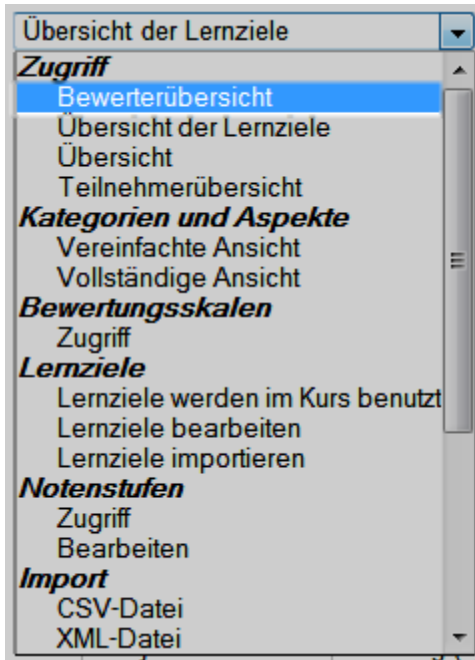 Übersicht der Lernziele
Zugriff
Bewerterübersicht
Übersicht der Lernziele
Übersicht
Teilnehmerübersicht
Kategorien und Aspekte
Vereinfachte Ansicht
Vollständige Ansicht
Bewertungsskalen
Zugriff
Lernziele
Lernziele werden im Kurs benutzt
Lernziele bearbeiten
Lernziele importieren
Notenstufen
Zugriff
Bearbeiten
Import
CSV-Datei
XML-Datei